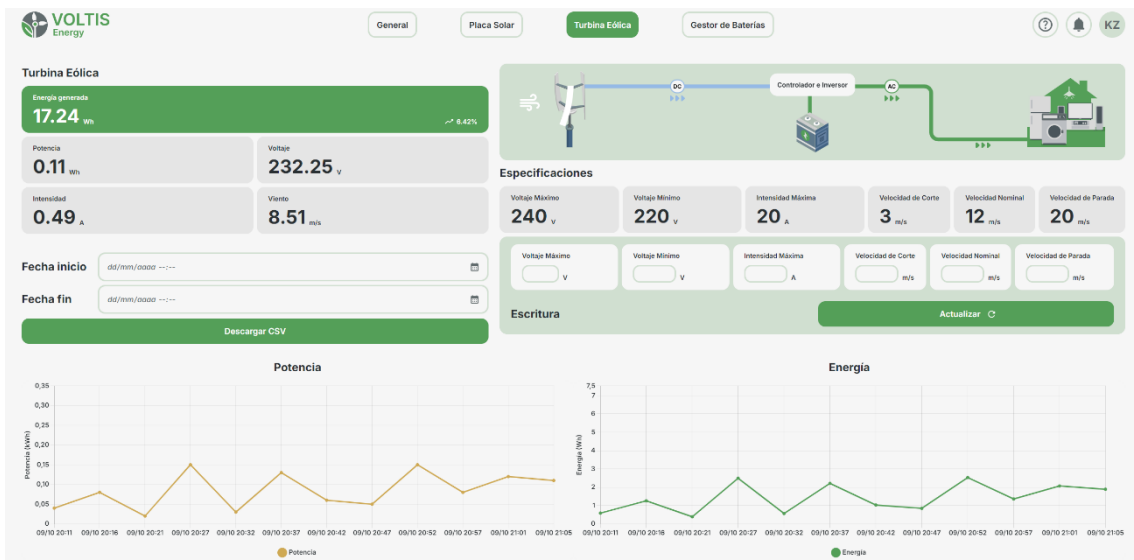 VOLTIS
Energy
General
Placa Solar
Turbina Eólica
Gestor de Baterías
KZ
Turbina Eólica
Energía generada
17.24 Wh
6.42%
Potencia
0.11 Wh
Voltaje
232.25 V
Intensidad
0.49 A
Viento
8.51 m/s
Fecha inicio
dd/mm/aaaa --:--
Fecha fin
dd/mm/aaaa --:--
Descargar CSV
DC
Controlador e Inversor
AC
Especificaciones
Voltaje Máximo
240 V
Voltaje Mínimo
220 V
Intensidad Máxima
20 A
Velocidad de Corte
3 m/s
Velocidad Nominal
12 m/s
Velocidad de Parada
20 m/s
Voltaje Máximo
V
Voltaje Mínimo
V
Intensidad Máxima
A
Velocidad de Corte
m/s
Velocidad Nominal
m/s
Velocidad de Parada
m/s
Escritura
Actualizar
Potencia
Potencia (kWh)
0,35
0,30
0,25
0,20
0,15
0,10
0,05
0
09/10 20:11 09/10 20:16 09/10 20:21 09/10 20:27 09/10 20:32 09/10 20:37 09/10 20:42 09/10 20:47 09/10 20:52 09/10 20:57 09/10 21:01 09/10 21:05
Potencia
Energía
Energía (Wh)
7,5
7
6
5
4
3
2
1
0
09/10 20:11 09/10 20:16 09/10 20:21 09/10 20:27 09/10 20:32 09/10 20:37 09/10 20:42 09/10 20:47 09/10 20:52 09/10 20:57 09/10 21:01 09/10 21:05
Energía